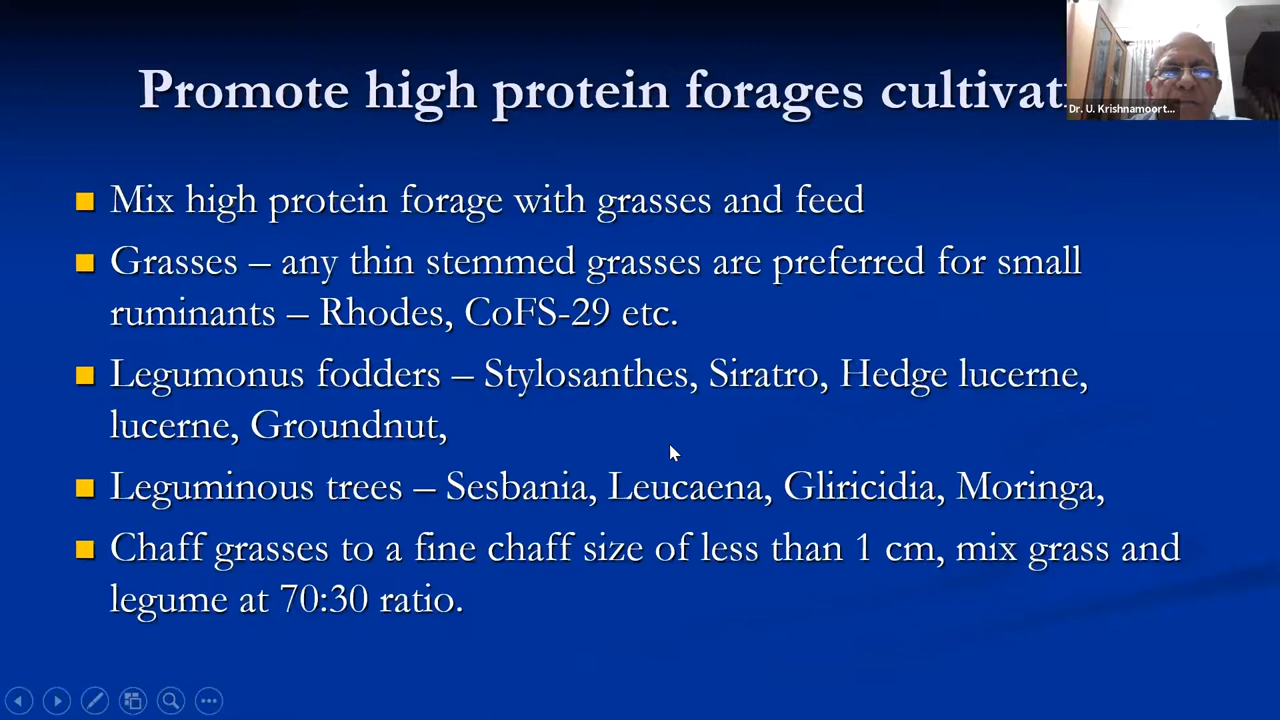 Promote high protein forages cultivat
Dr. U. Krishnamoort...
■ Mix high protein forage with grasses and feed
■ Grasses – any thin stemmed grasses are preferred for small
ruminants – Rhodes, CoFS-29 etc.
■ Legumonus fodders – Stylosanthes, Siratro, Hedge lucerne,
lucerne, Groundnut,
■ Leguminous trees – Sesbania, Leucaena, Gliricidia, Moringa,
■ Chaff grasses to a fine chaff size of less than 1 cm, mix grass and
legume at 70:30 ratio.